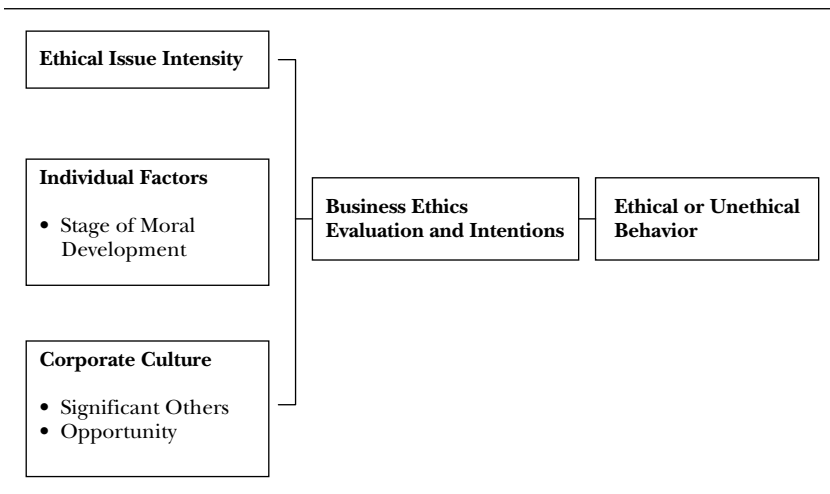 Ethical Issue Intensity
Individual Factors
• Stage of Moral
Development
Corporate Culture
• Significant Others
• Opportunity
Business Ethics
Evaluation and Intentions
Ethical or Unethical
Behavior